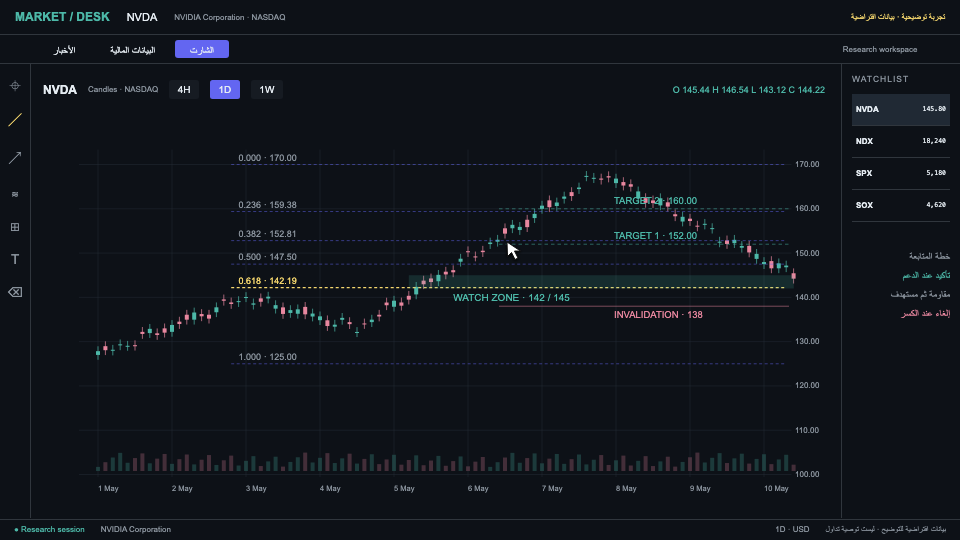 MARKET / DESK NVDA NVIDIA Corporation · NASDAQ تجربة توضيحية · بيانات افتراضية
الشارت البيانات المالية الأخبار Research workspace
NVDA Candles · NASDAQ 4H 1D 1W O 145.44 H 146.54 L 143.12 C 144.22
WATCHLIST
NVDA 145.80
NDX 18,240
SPX 5,180
SOX 4,620
خطة المتابعة
تأكيد عند الدعم
مقاومة ثم مستهدف
إلغاء عند الكسر
0.000 · 170.00
0.236 · 159.38
0.382 · 152.81
0.500 · 147.50
0.618 · 142.19
1.000 · 125.00
TARGET 2 · 160.00
TARGET 1 · 152.00
WATCH ZONE · 142 / 145
INVALIDATION · 138
170.00
160.00
150.00
140.00
130.00
120.00
110.00
100.00
1 May 2 May 3 May 4 May 5 May 6 May 7 May 8 May 9 May 10 May
T
Research session NVIDIA Corporation 1D · USD بيانات افتراضية للتوضيح · ليست توصية تداول